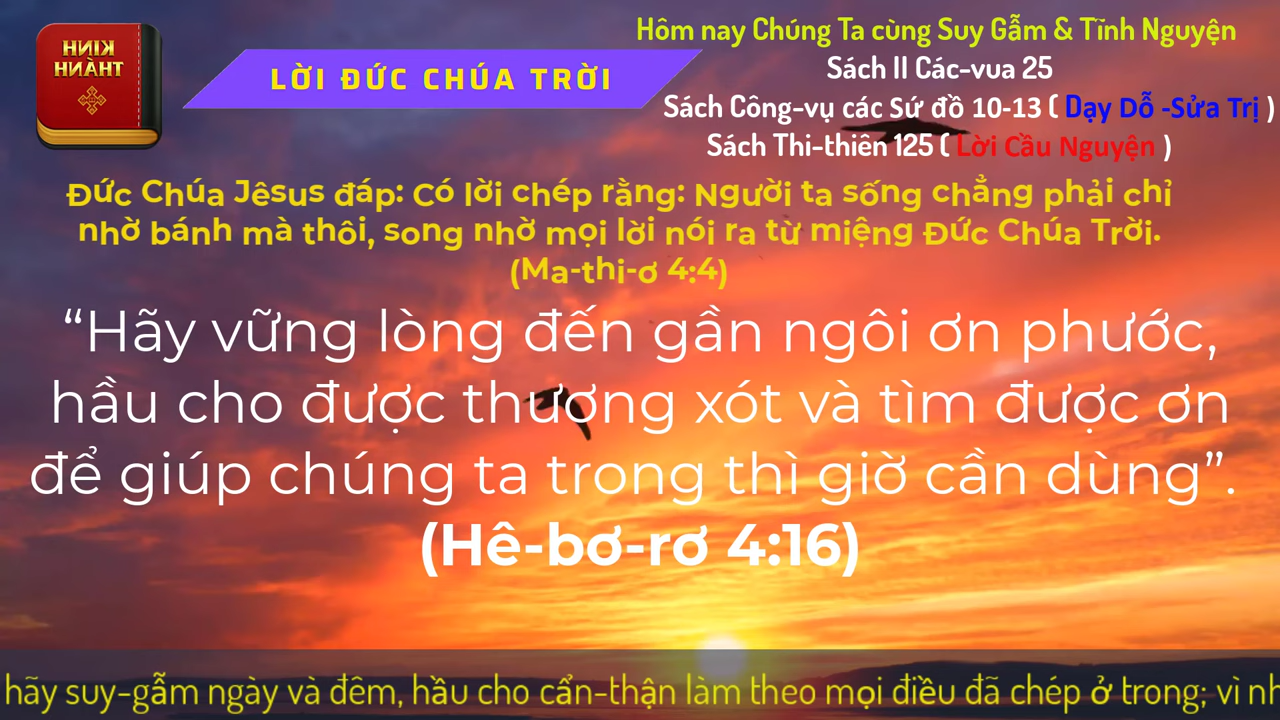 KINH
THÁNH
LỜI ĐỨC CHÚA TRỜI
Hôm nay Chúng Ta cùng Suy Gẫm & Tĩnh Nguyện
Sách II Các-vua 25
Sách Công-vụ các Sứ đồ 10-13 ( Dạy Dỗ -Sửa Trị )
Sách Thi-thiên 125 ( Lời Cầu Nguyện )
Đức Chúa Jêsus đáp: Có lời chép rằng: Người ta sống chẳng phải chỉ
nhờ bánh mà thôi, song nhờ mọi lời nói ra từ miệng Đức Chúa Trời.
(Ma-thi-ơ 4:4)
“Hãy vững lòng đến gần ngôi ơn phước,
hầu cho được thương xót và tìm được ơn
để giúp chúng ta trong thì giờ cần dùng”.
(Hê-bơ-rơ 4:16)
hãy suy-gẫm ngày và đêm, hầu cho cẩn-thận làm theo mọi điều đã chép ở trong; vì